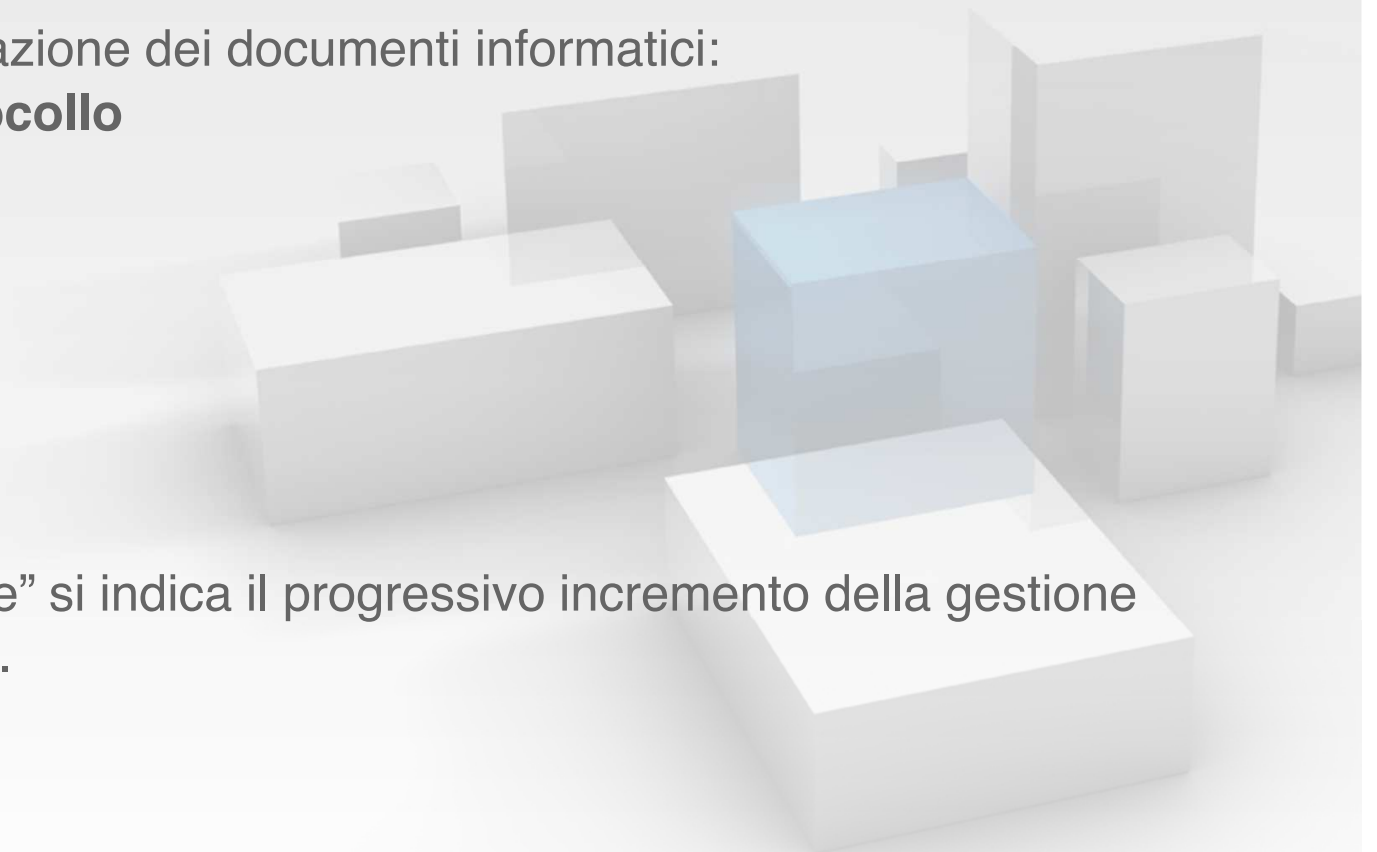 azione dei documenti informatici:
ocollo
e” si indica il progressivo incremento della gestione
.